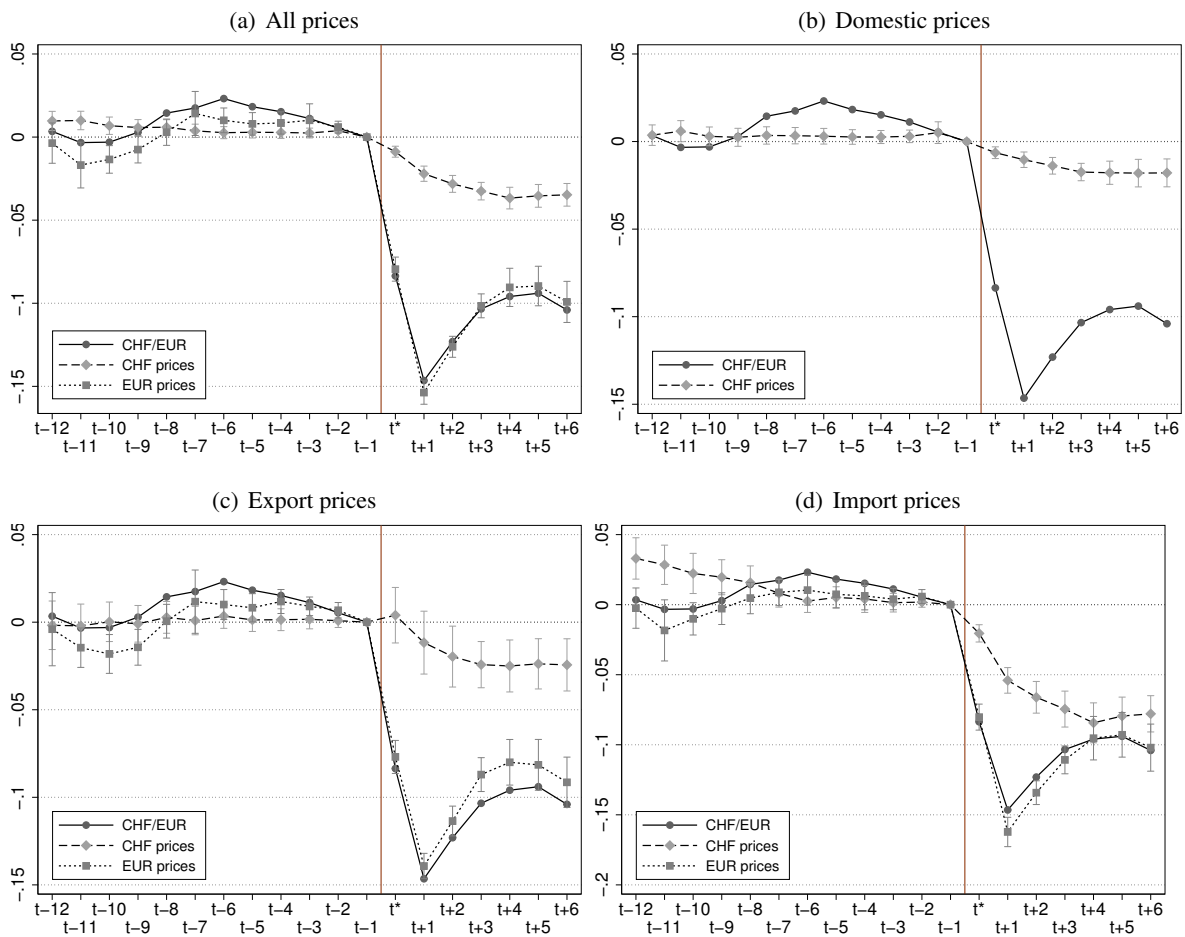 (a) All prices
.05
0
−.05
−.1
−.15
CHF/EUR
CHF prices
EUR prices
t−12 t−10 t−8 t−6 t−4 t−2 t* t+2 t+4 t+6
t−11 t−9 t−7 t−5 t−3 t−1 t+1 t+3 t+5
(b) Domestic prices
.05
0
−.05
−.1
−.15
CHF/EUR
CHF prices
t−12 t−10 t−8 t−6 t−4 t−2 t* t+2 t+4 t+6
t−11 t−9 t−7 t−5 t−3 t−1 t+1 t+3 t+5
(c) Export prices
.05
0
−.05
−.1
−.15
CHF/EUR
CHF prices
EUR prices
t−12 t−10 t−8 t−6 t−4 t−2 t* t+2 t+4 t+6
t−11 t−9 t−7 t−5 t−3 t−1 t+1 t+3 t+5
(d) Import prices
.05
0
−.05
−.1
−.15
−.2
CHF/EUR
CHF prices
EUR prices
t−12 t−10 t−8 t−6 t−4 t−2 t* t+2 t+4 t+6
t−11 t−9 t−7 t−5 t−3 t−1 t+1 t+3 t+5